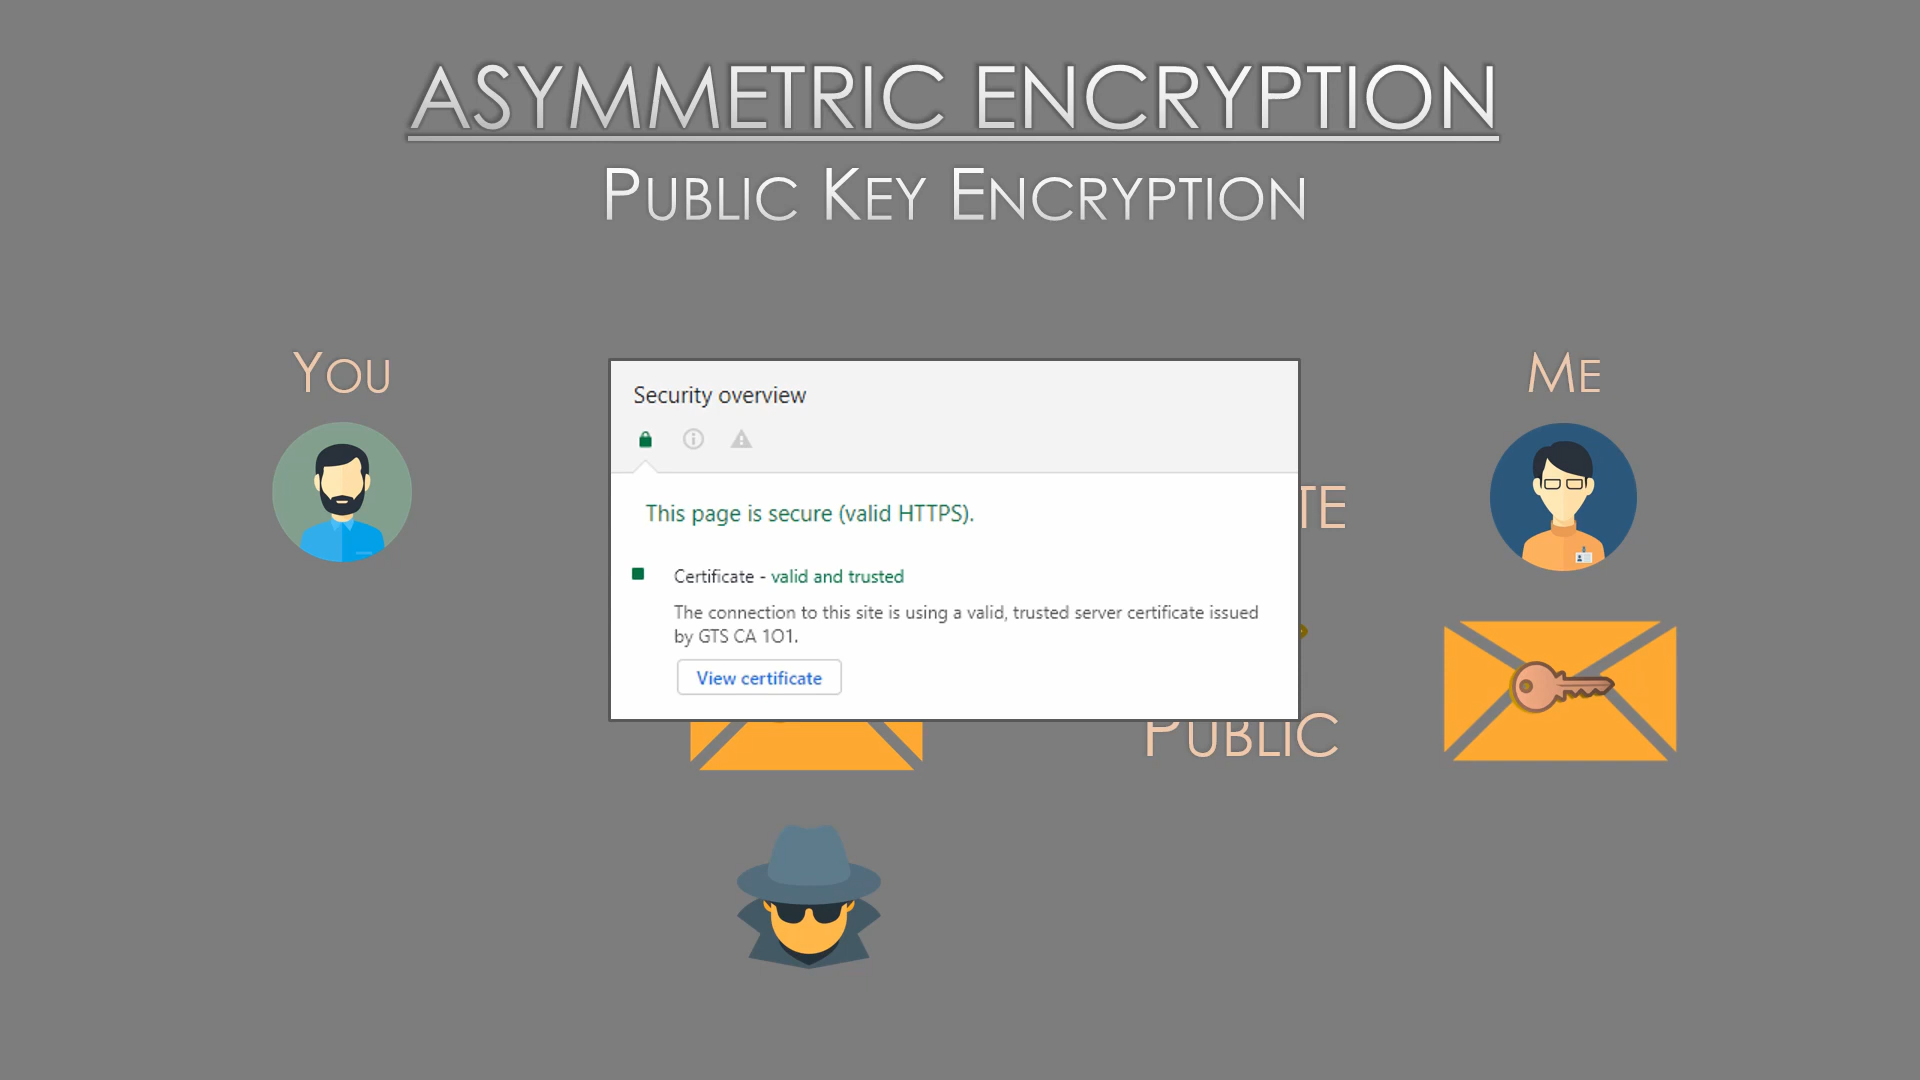 ASYMMETRIC ENCRYPTION
PUBLIC KEY ENCRYPTION
YOU
ME
Security overview
This page is secure (valid HTTPS).
TE
Certificate - valid and trusted
The connection to this site is using a valid, trusted server certificate issued
by GTS CA 1O1.
View certificate
PUBLIC